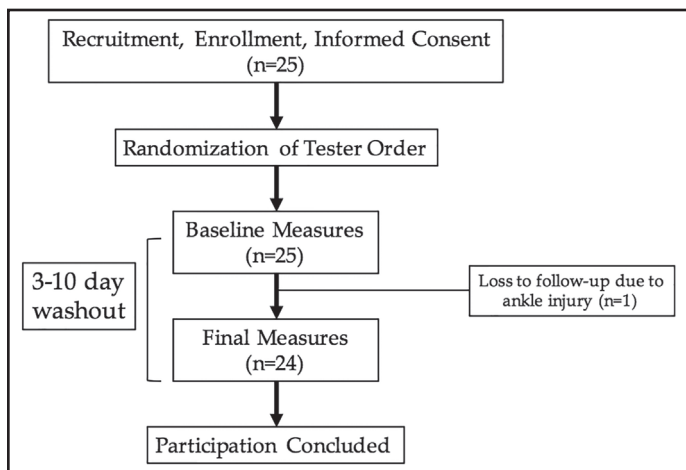 Recruitment, Enrollment, Informed Consent
(n=25)
Randomization of Tester Order
Baseline Measures
(n=25)
3-10 day
washout
Loss to follow-up due to
ankle injury (n=1)
Final Measures
(n=24)
Participation Concluded